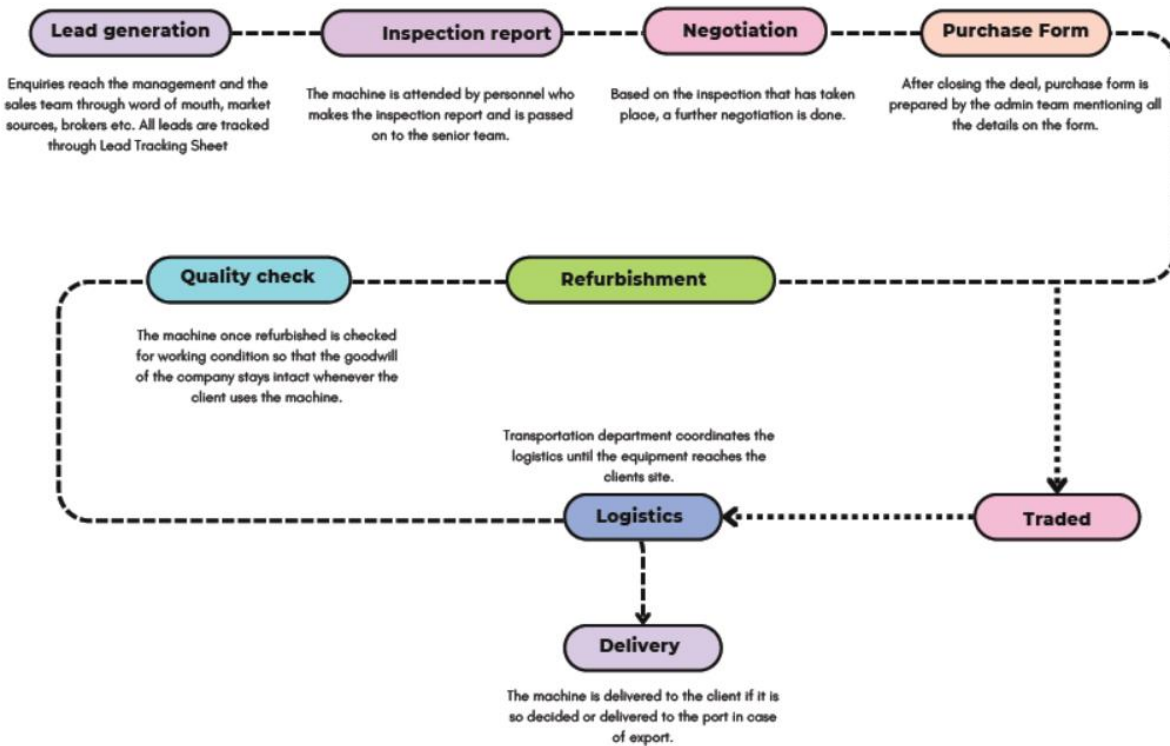 Lead generation
Inspection report
Negotiation
Purchase Form
Enquiries reach the management and the
sales team through word of mouth, market
sources, brokers etc. All leads are tracked
through Lead Tracking Sheet
The machine is attended by personnel who
makes the inspection report and is passed
on to the senior team.
Based on the inspection that has taken
place, a further negotiation is done.
After closing the deal, purchase form is
prepared by the admin team mentioning all
the details on the form.
Quality check
Refurbishment
The machine once refurbished is checked
for working condition so that the goodwill
of the company stays intact whenever the
client uses the machine.
Transportation department coordinates the
logistics until the equipment reaches the
clients site.
Logistics
Traded
Delivery
The machine is delivered to the client if it is
so decided or delivered to the port in case
of export.